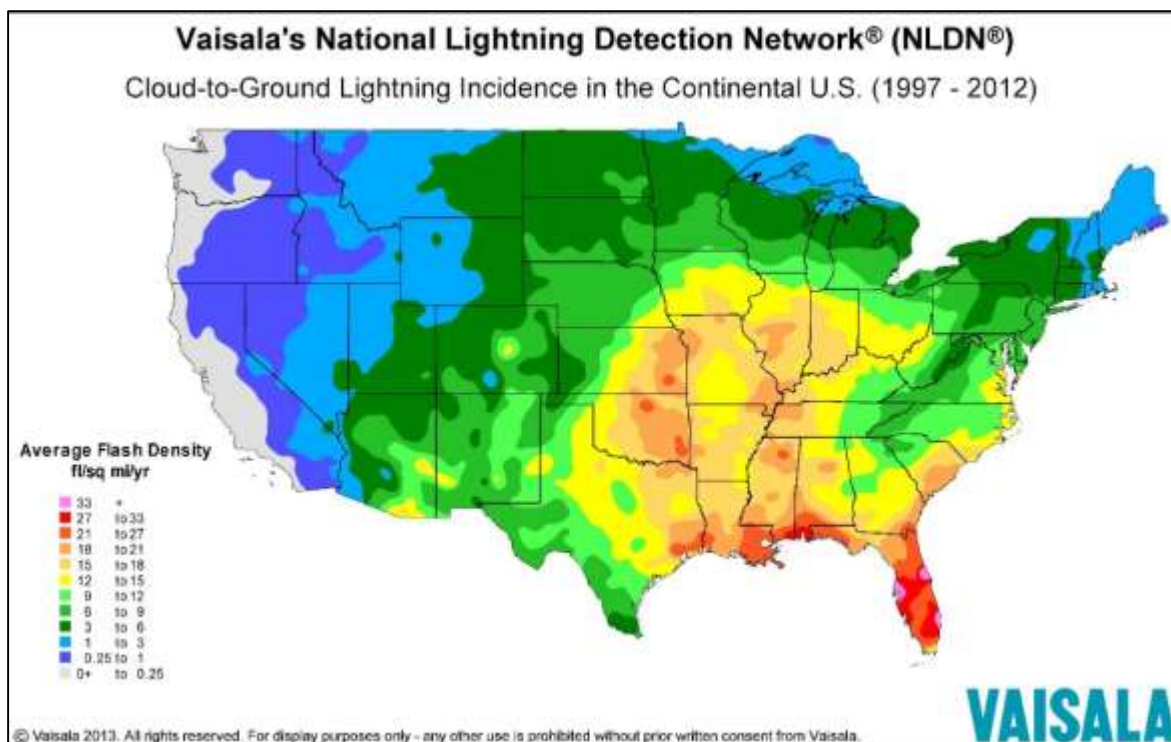 Vaisala's National Lightning Detection Network® (NLDN®)
Cloud-to-Ground Lightning Incidence in the Continental U.S. (1997 - 2012)
Average Flash Density
fl/sq mi/yr
33 +
27 to 33
21 to 27
18 to 21
15 to 18
12 to 15
9 to 12
6 to 9
3 to 6
1 to 3
0.25 to 1
0+ to 0.25
VAISALA
© Vaisala 2013. All rights reserved. For display purposes only - any other use is prohibited without prior written consent from Vaisala.